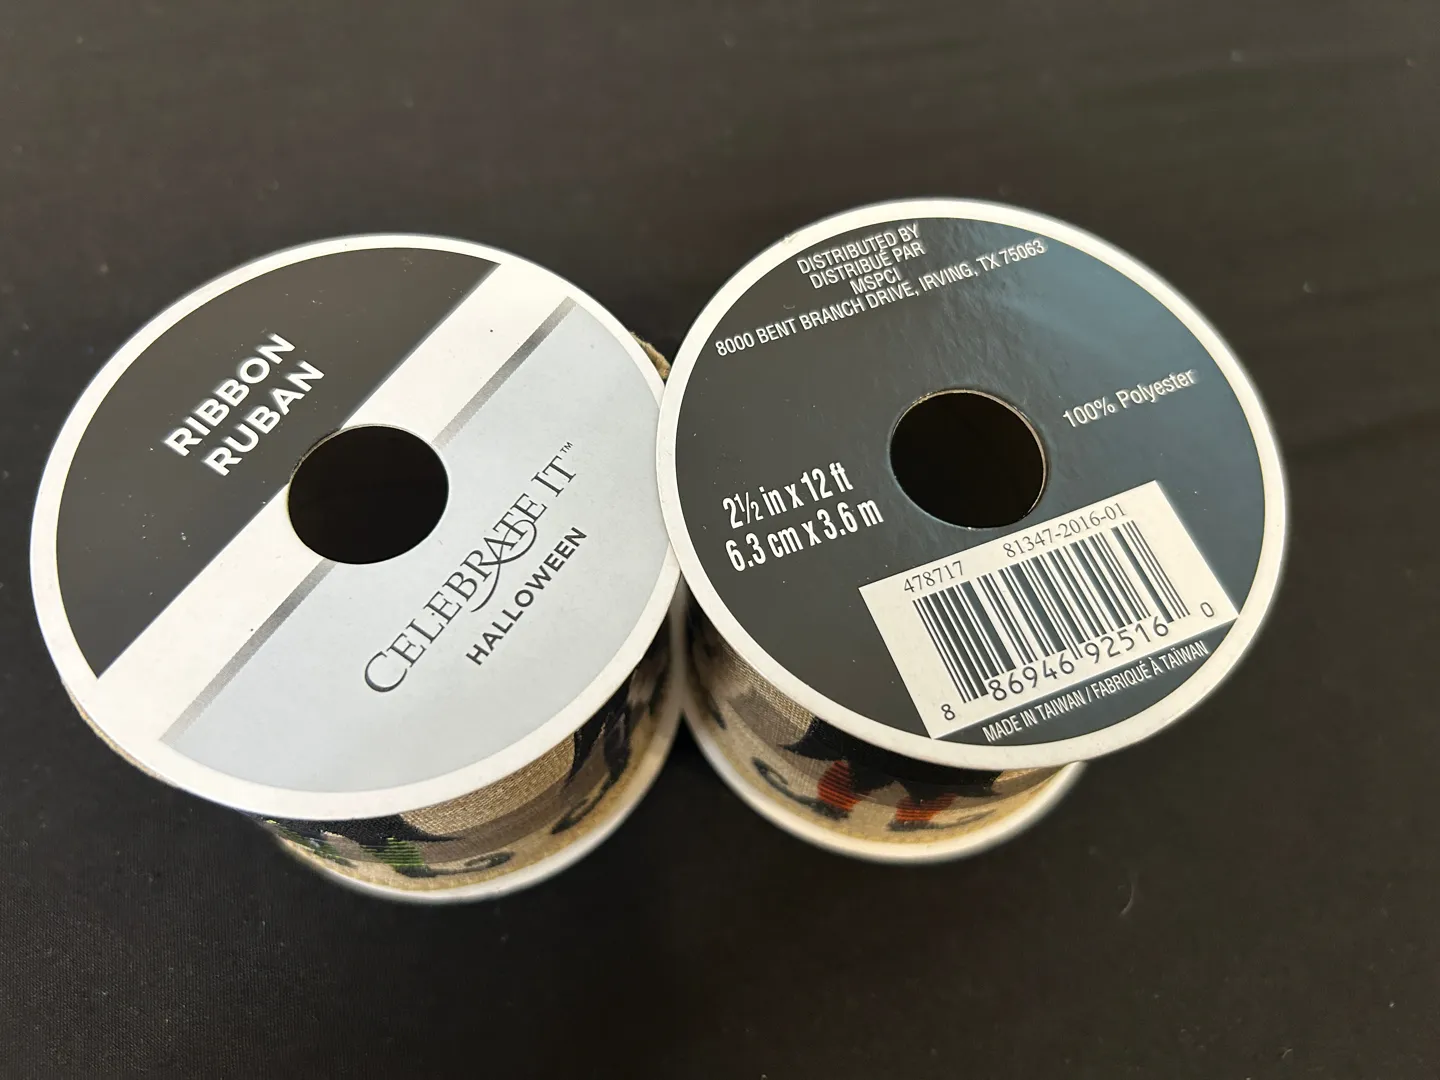 RIBBON
RUBAN
CELEBRATE IT™
HALLOWEEN
DISTRIBUTED BY
DISTRIBUÉ PAR
MSPCI
8000 BENT BRANCH DRIVE, IRVING, TX 75063
100% Polyester
2½ in x 12 ft
6.3 cm x 3.6 m
478717 81347-2016-01
8 86946 92516 0
MADE IN TAIWAN / FABRIQUÉ À TAÏWAN